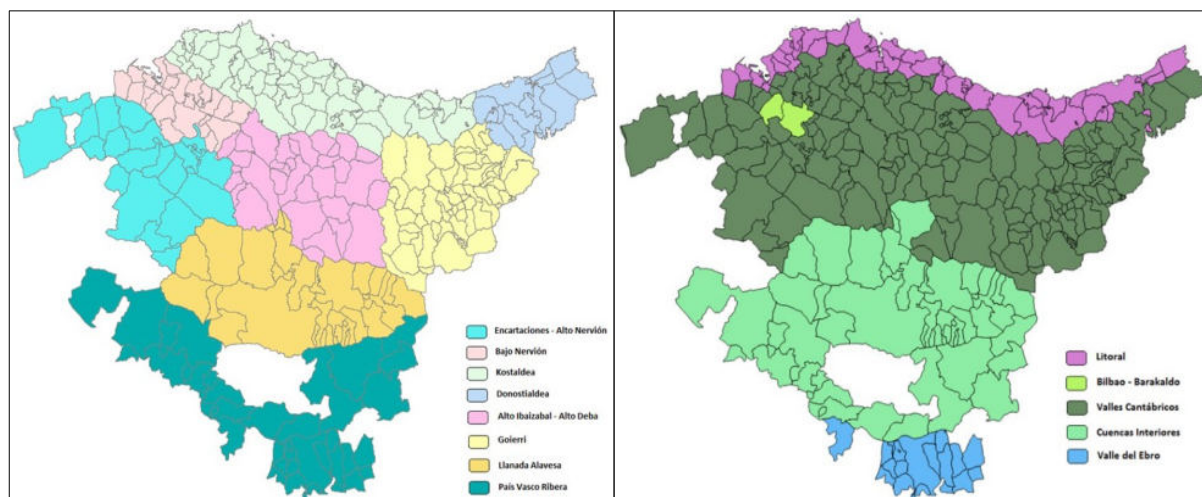 Encartaciones - Alto Nervión
Bajo Nervión
Kostaldea
Donostialdea
Alto Ibaizabal - Alto Deba
Goierri
Llanada Alavesa
País Vasco Ribera
Litoral
Bilbao - Barakaldo
Valles Cantábricos
Cuencas Interiores
Valle del Ebro